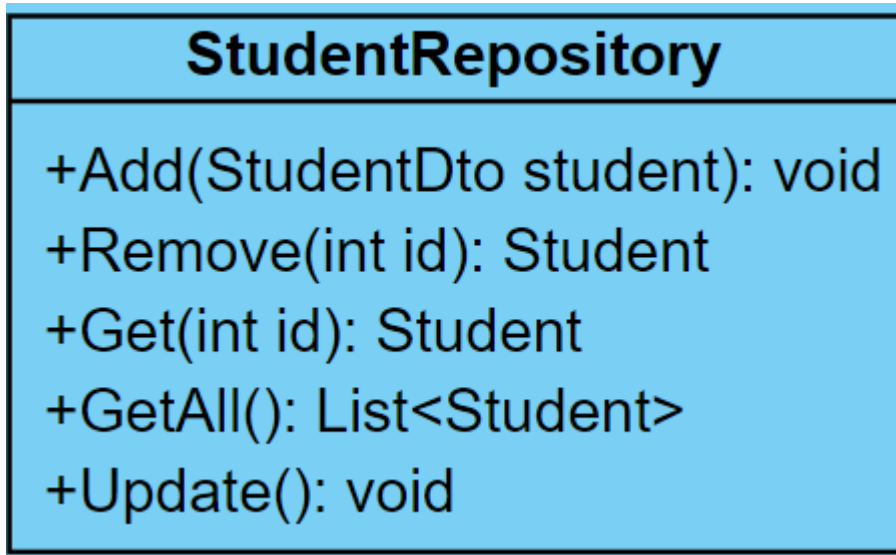 StudentRepository
+Add(StudentDto student): void
+Remove(int id): Student
+Get(int id): Student
+GetAll(): List<Student>
+Update(): void